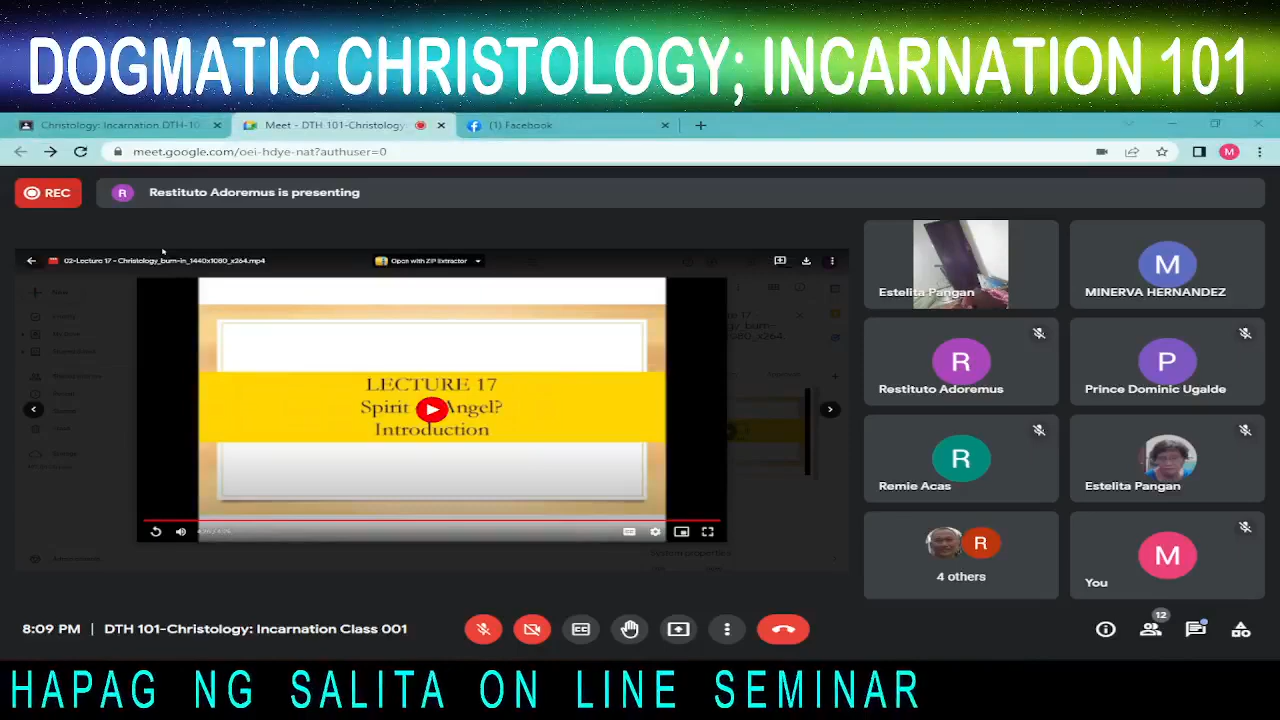 DOGMATIC CHRISTOLOGY; INCARNATION 101
Christology: Incarnation DTH-10
Meet - DTH 101-Christology
(1) Facebook
meet.google.com/oei-hdye-nat?authuser=0
M
REC
R
Restituto Adoremus is presenting
02-Lecture 17 - Christology_burn-in_1440x1080_x264.mp4
Open with ZIP Extractor
LECTURE 17
Spirit Angel?
Introduction
Estelita Pangan
M
MINERVA HERNANDEZ
R
Restituto Adoremus
P
Prince Dominic Ugalde
R
Remie Acas
Estelita Pangan
R
4 others
M
You
8:09 PM | DTH 101-Christology: Incarnation Class 001
12
HAPAG NG SALITA ON LINE SEMINAR